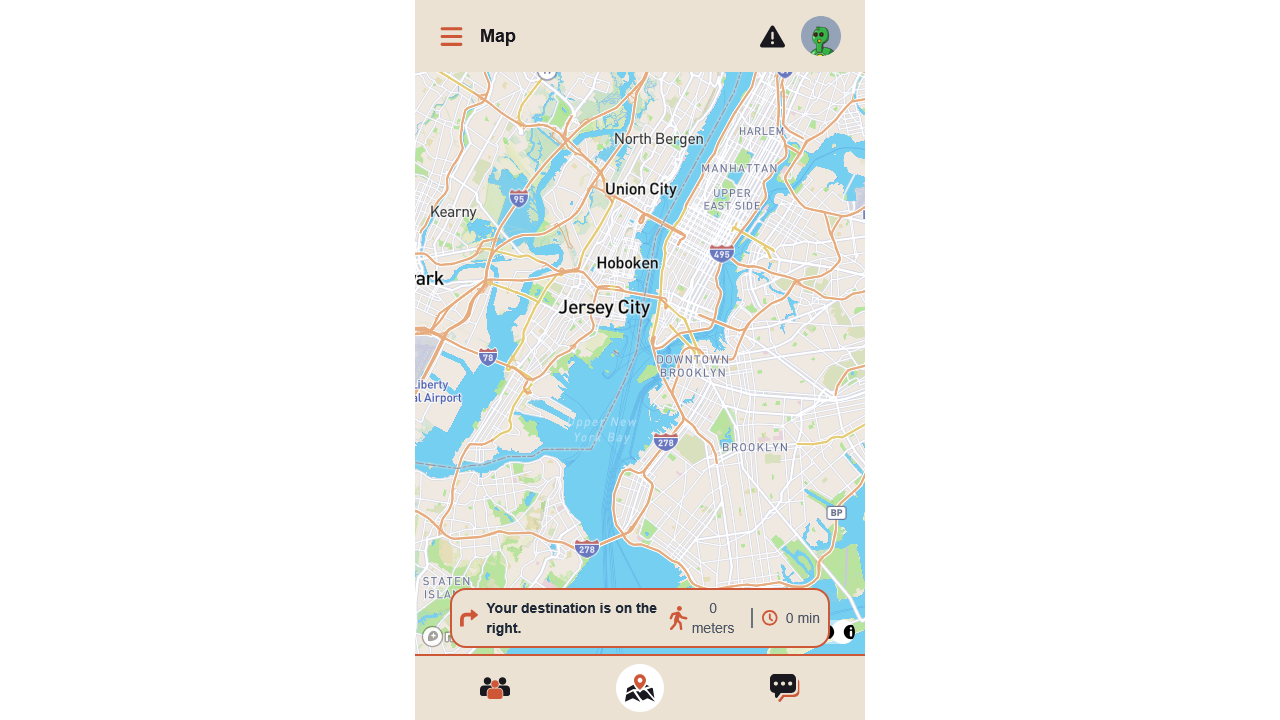 Map
North Bergen
HARLEM
MANHATTAN
Union City
UPPER
EAST SIDE
95
Kearny
495
Hoboken
ark
Jersey City
78
DOWNTOWN
BROOKLYN
Liberty
al Airport
Upper New
York Bay
278
BROOKLYN
BP
278
STATEN
Your destination is on the
right.
0
meters
0 min